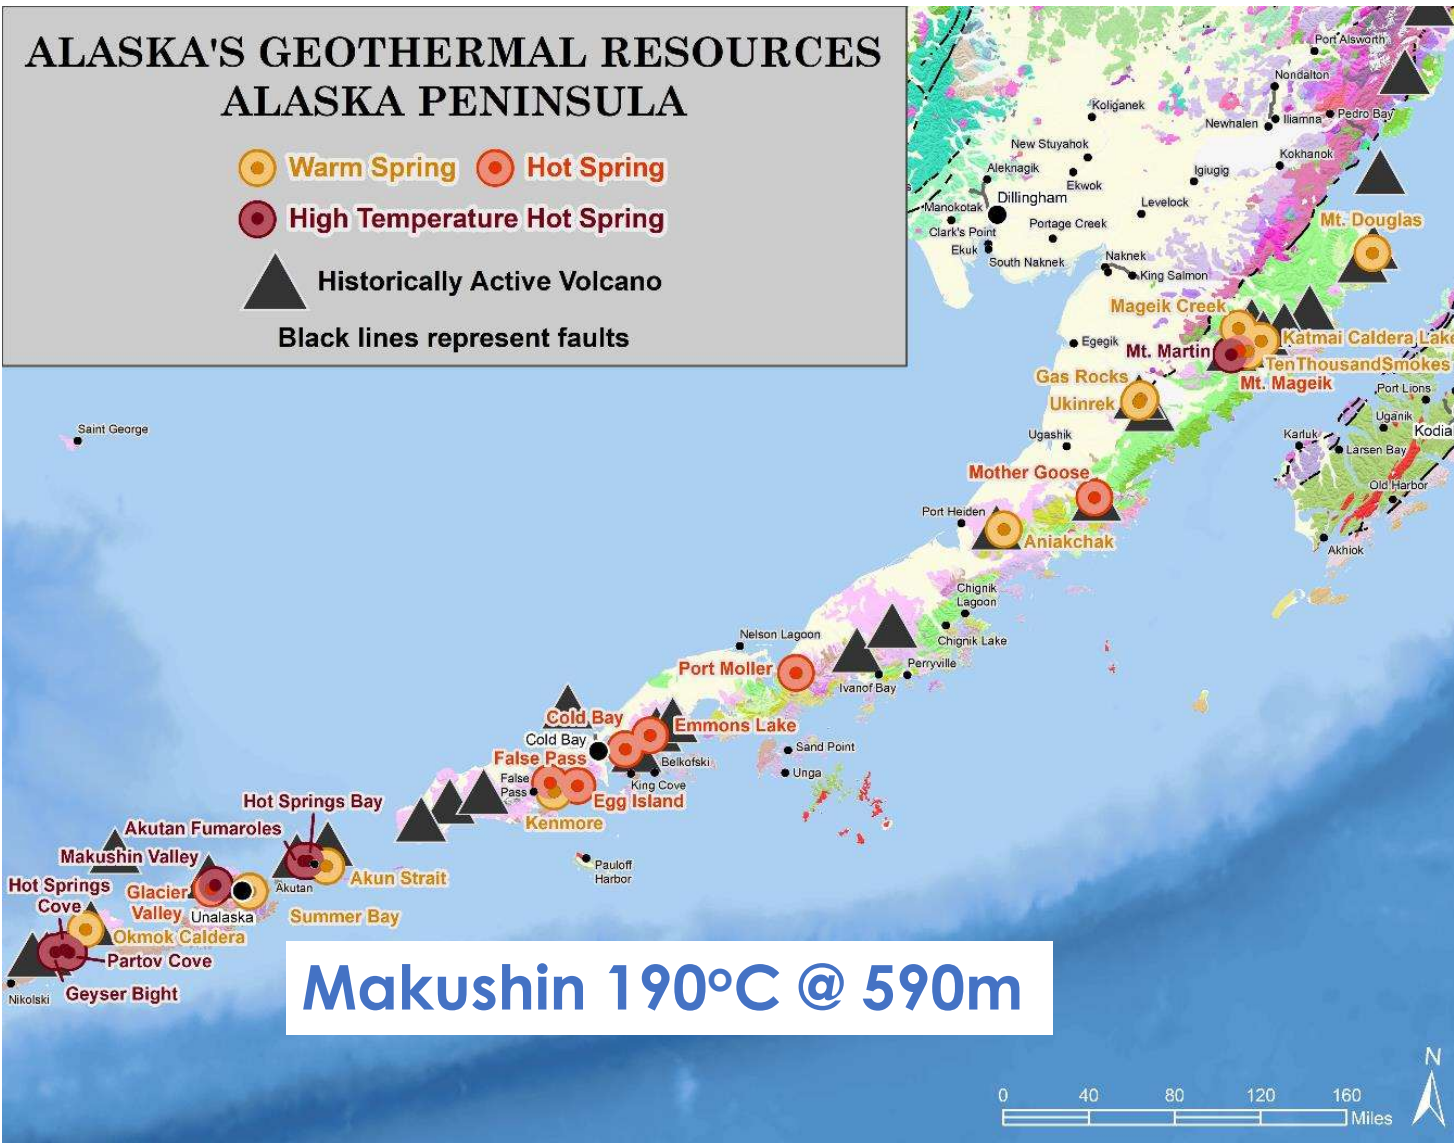 ALASKA'S GEOTHERMAL RESOURCES
ALASKA PENINSULA
Warm Spring
Hot Spring
High Temperature Hot Spring
Historically Active Volcano
Black lines represent faults
Port Alsworth
Nondalton
Koliganek
Newhalen
Iliamna
Pedro Bay
New Stuyahok
Kokhanok
Aleknagik
Ekwok
Igiugig
Dillingham
Manokotak
Levelock
Clark's Point
Portage Creek
Mt. Douglas
Ekuk
South Naknek
Naknek
King Salmon
Mageik Creek
Egegik
Mt. Martin
Katmai Caldera Lake
TenThousandSmokes
Gas Rocks
Mt. Mageik
Port Lions
Ukinrek
Uganik
Saint George
Ugashik
Karluk
Kodia
Larsen Bay
Mother Goose
Old Harbor
Port Heiden
Aniakchak
Akhiok
Chignik
Lagoon
Nelson Lagoon
Chignik Lake
Port Moller
Perryville
Ivanof Bay
Cold Bay
Emmons Lake
Cold Bay
Sand Point
False Pass
Belkofski
Unga
False
Pass
King Cove
Egg Island
Hot Springs Bay
Kenmore
Akutan Fumaroles
Makushin Valley
Pauloff
Harbor
Akun Strait
Hot Springs
Cove
Akutan
Glacier
Valley
Unalaska
Summer Bay
Okmok Caldera
Partov Cove
Nikolski
Geyser Bight
Makushin 190°C @ 590m
N
0 40 80 120 160
Miles